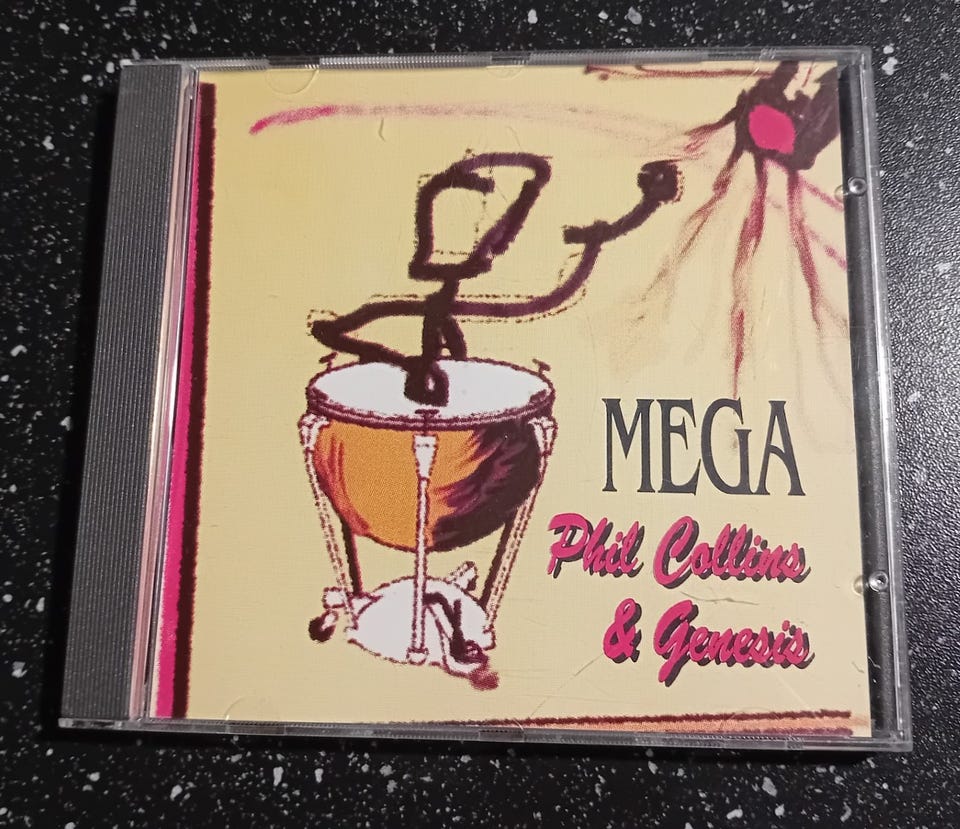 MEGA
Phil Collins
& Genesis